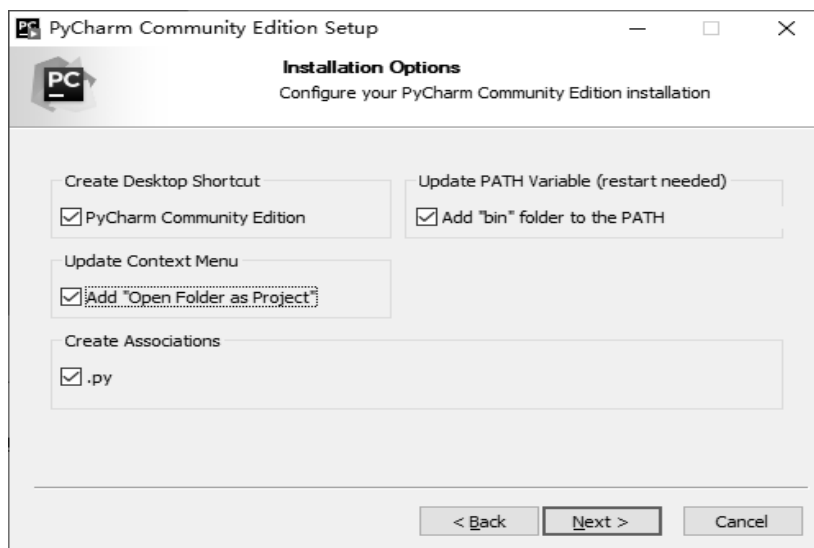 PyCharm Community Edition Setup
PC
Installation Options
Configure your PyCharm Community Edition installation
Create Desktop Shortcut
PyCharm Community Edition
Update PATH Variable (restart needed)
Add "bin" folder to the PATH
Update Context Menu
Add "Open Folder as Project"
Create Associations
.py
< Back
Next >
Cancel